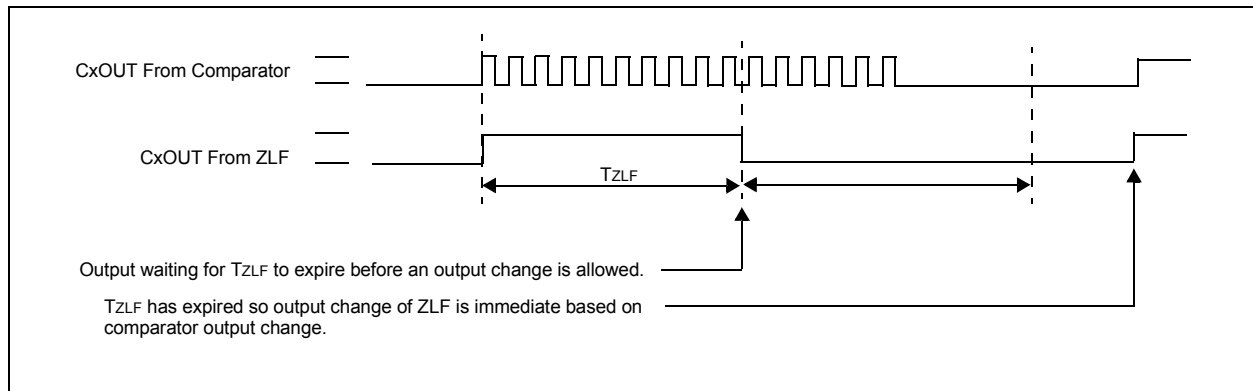 CxOUT From Comparator
CxOUT From ZLF
TZLF
Output waiting for TZLF to expire before an output change is allowed.
TZLF has expired so output change of ZLF is immediate based on
comparator output change.